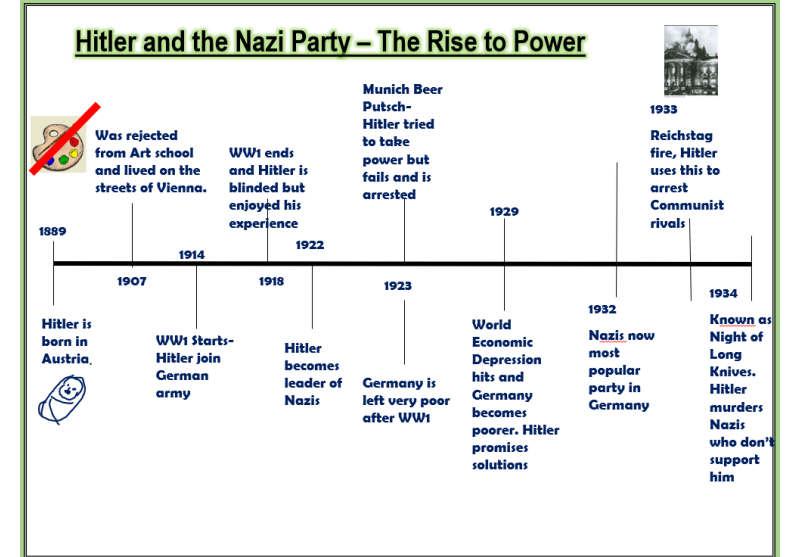 Hitler and the Nazi Party – The Rise to Power
1889
Hitler is
born in
Austria.
Was rejected
from Art school
and lived on the
streets of Vienna.
1907
1914
WW1 Starts-
Hitler join
German
army
WW1 ends
and Hitler is
blinded but
enjoyed his
experience
1918
1922
Hitler
becomes
leader of
Nazis
Munich Beer
Putsch-
Hitler tried
to take
power but
fails and is
arrested
1923
Germany is
left very poor
after WW1
1929
World
Economic
Depression
hits and
Germany
becomes
poorer. Hitler
promises
solutions
1932
Nazis now
most
popular
party in
Germany
1933
Reichstag
fire, Hitler
uses this to
arrest
Communist
rivals
1934
Known as
Night of
Long
Knives.
Hitler
murders
Nazis
who don't
support
him